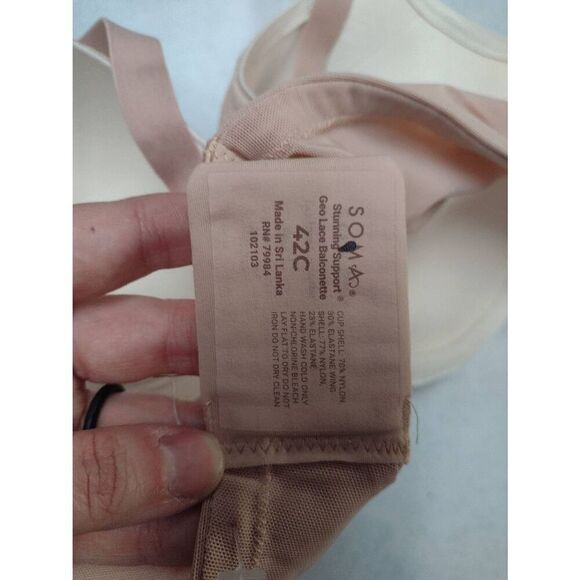 SOMA®
Stunning Support®
Geo Lace Balconette
42C
Made in Sri Lanka
RN# 79984
102103
CUP SHELL: 70% NYLON,
30% ELASTANE WING
SHELL: 77% NYLON,
23% ELASTANE
HAND WASH COLD ONLY
NON-CHLORINE BLEACH
LAY FLAT TO DRY DO NOT
IRON DO NOT DRY CLEAN